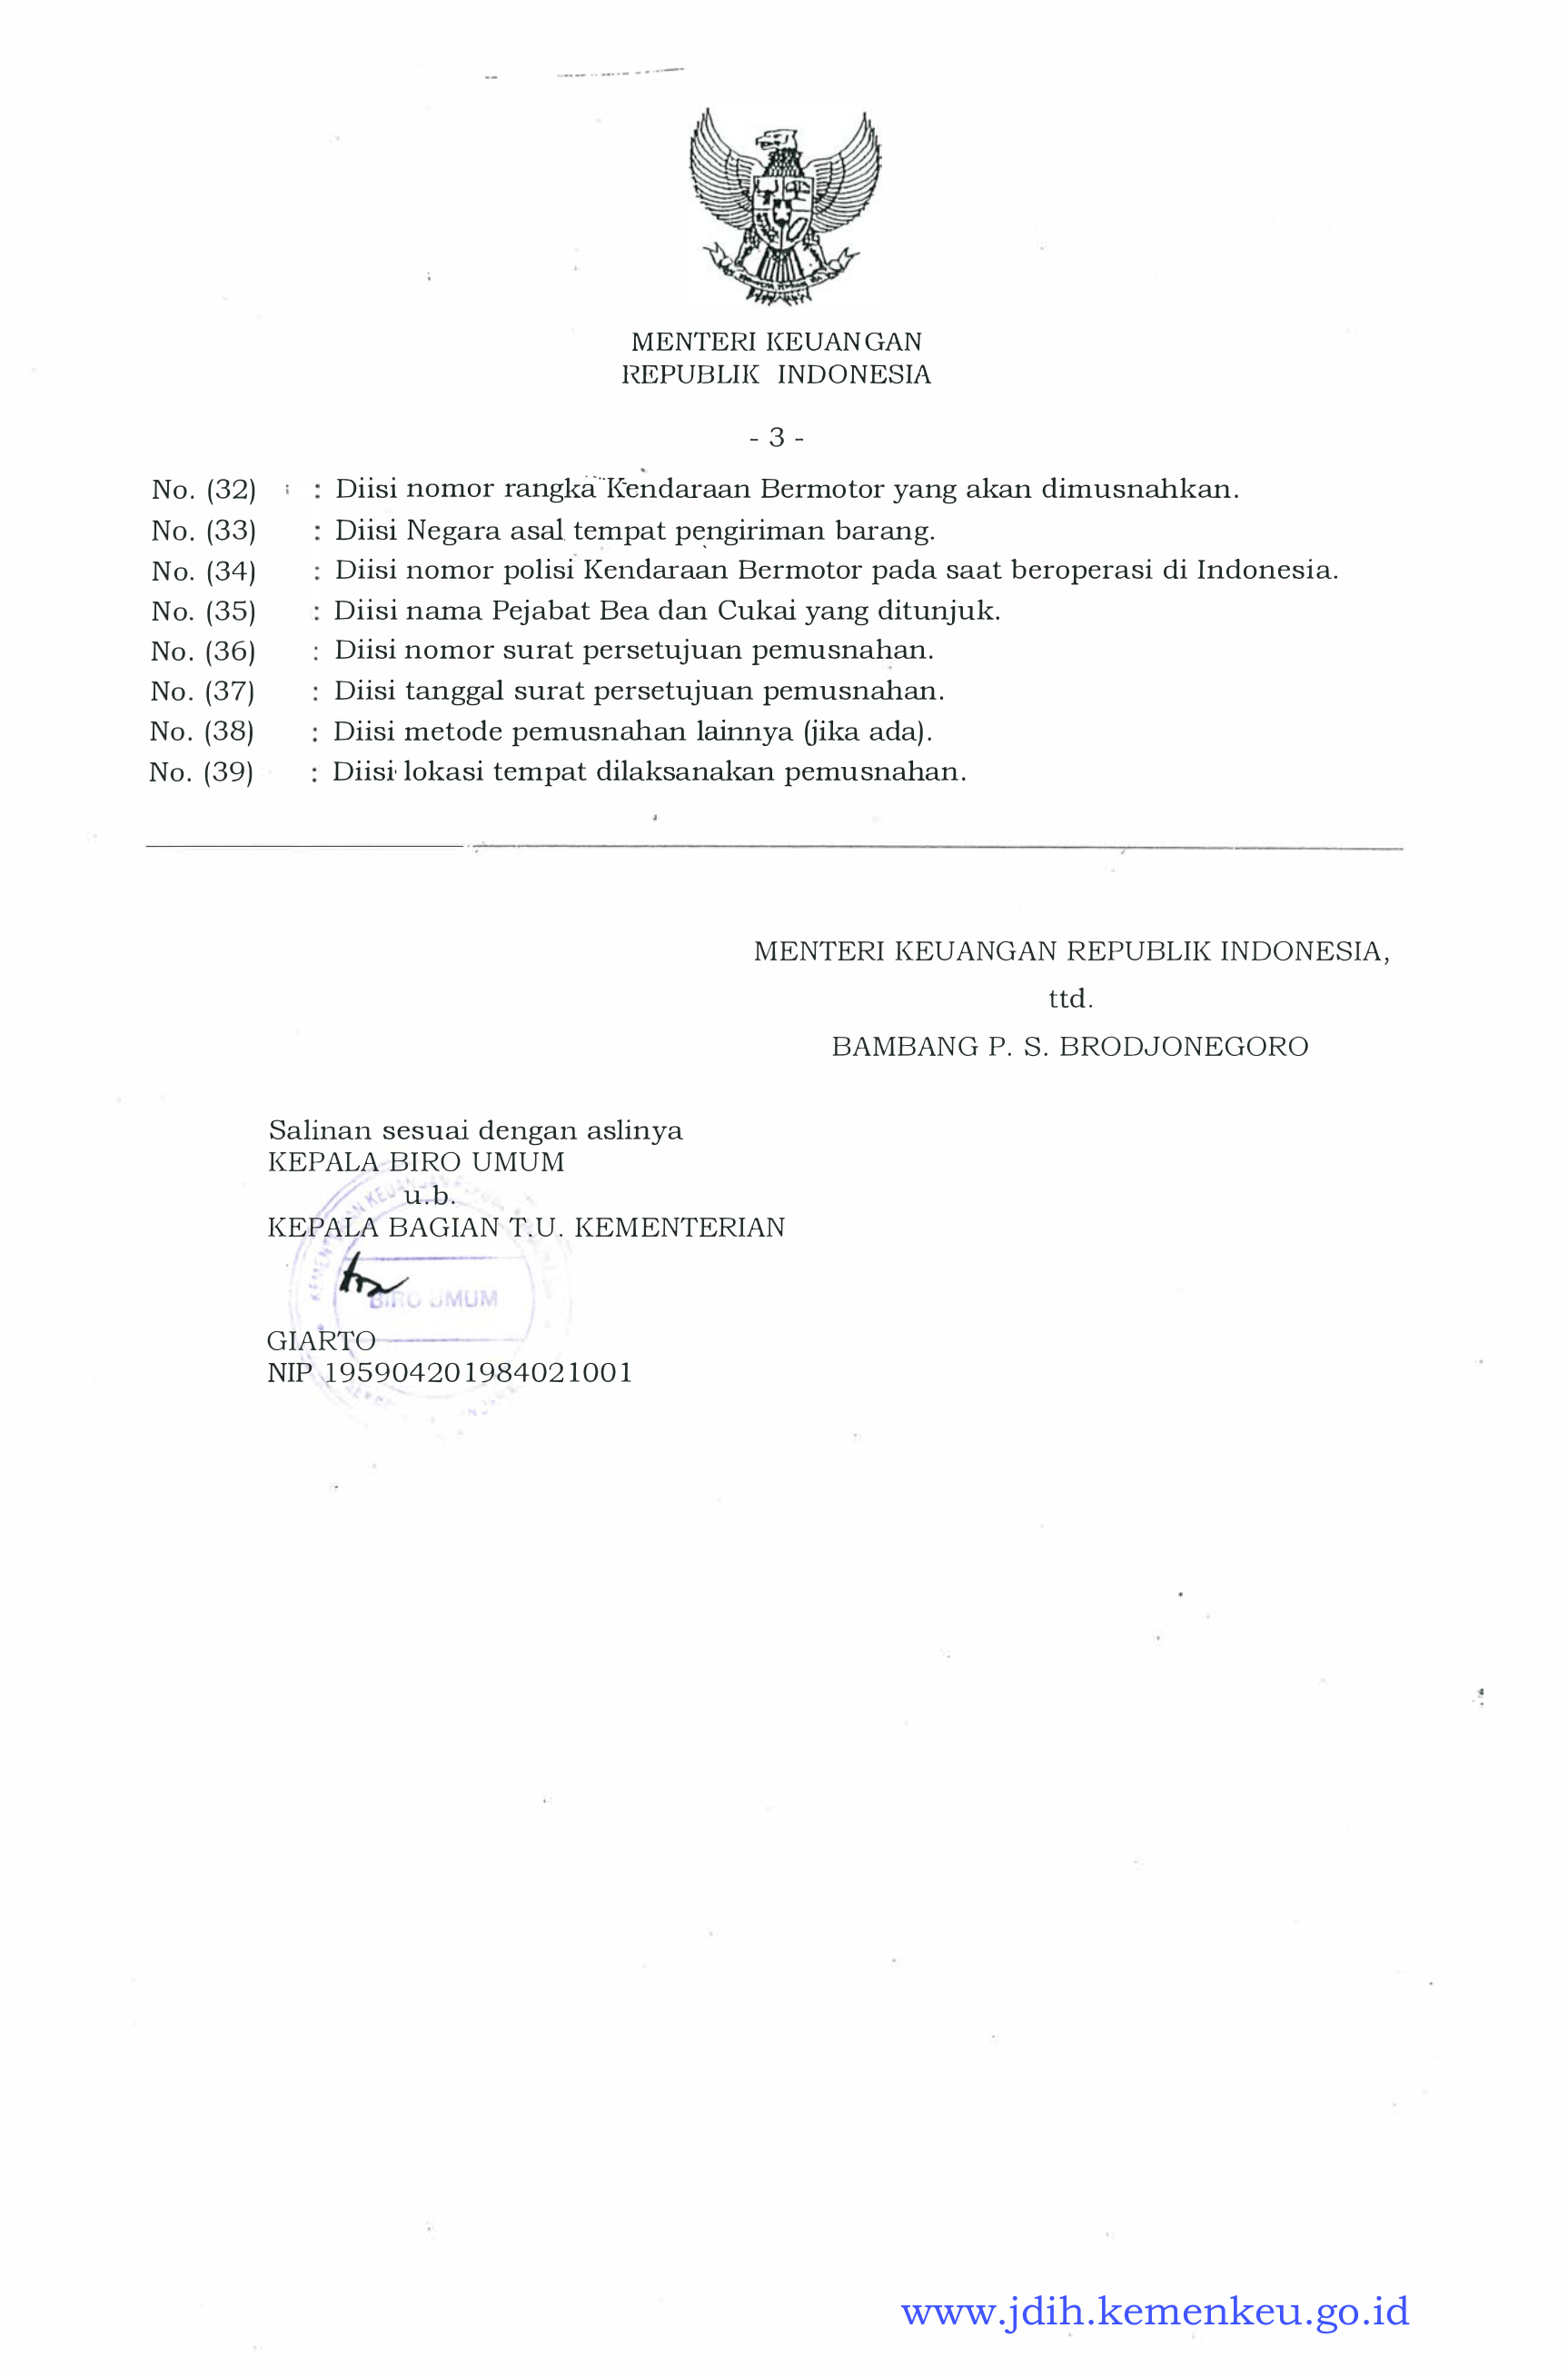 MENTERI KEUANGAN
REPUBLIK INDONESIA
- 3 -
No. (32) : Diisi nomor rangka Kendaraan Bermotor yang akan dimusnahkan.
No. (33) : Diisi Negara asal tempat pengiriman barang.
No. (34) : Diisi nomor polisi Kendaraan Bermotor pada saat beroperasi di Indonesia.
No. (35) : Diisi nama Pejabat Bea dan Cukai yang ditunjuk.
No. (36) : Diisi nomor surat persetujuan pemusnahan.
No. (37) : Diisi tanggal surat persetujuan pemusnahan.
No. (38) : Diisi metode pemusnahan lainnya (jika ada).
No. (39) : Diisi lokasi tempat dilaksanakan pemusnahan.
MENTERI KEUANGAN REPUBLIK INDONESIA,
ttd.
BAMBANG P. S. BRODJONEGORO
Salinan sesuai dengan aslinya
KEPALA BIRO UMUM
u.b.
KEPALA BAGIAN T.U. KEMENTERIAN
BIRO UMUM
GIARTO
NIP 195904201984021001
www.jdih.kemenkeu.go.id